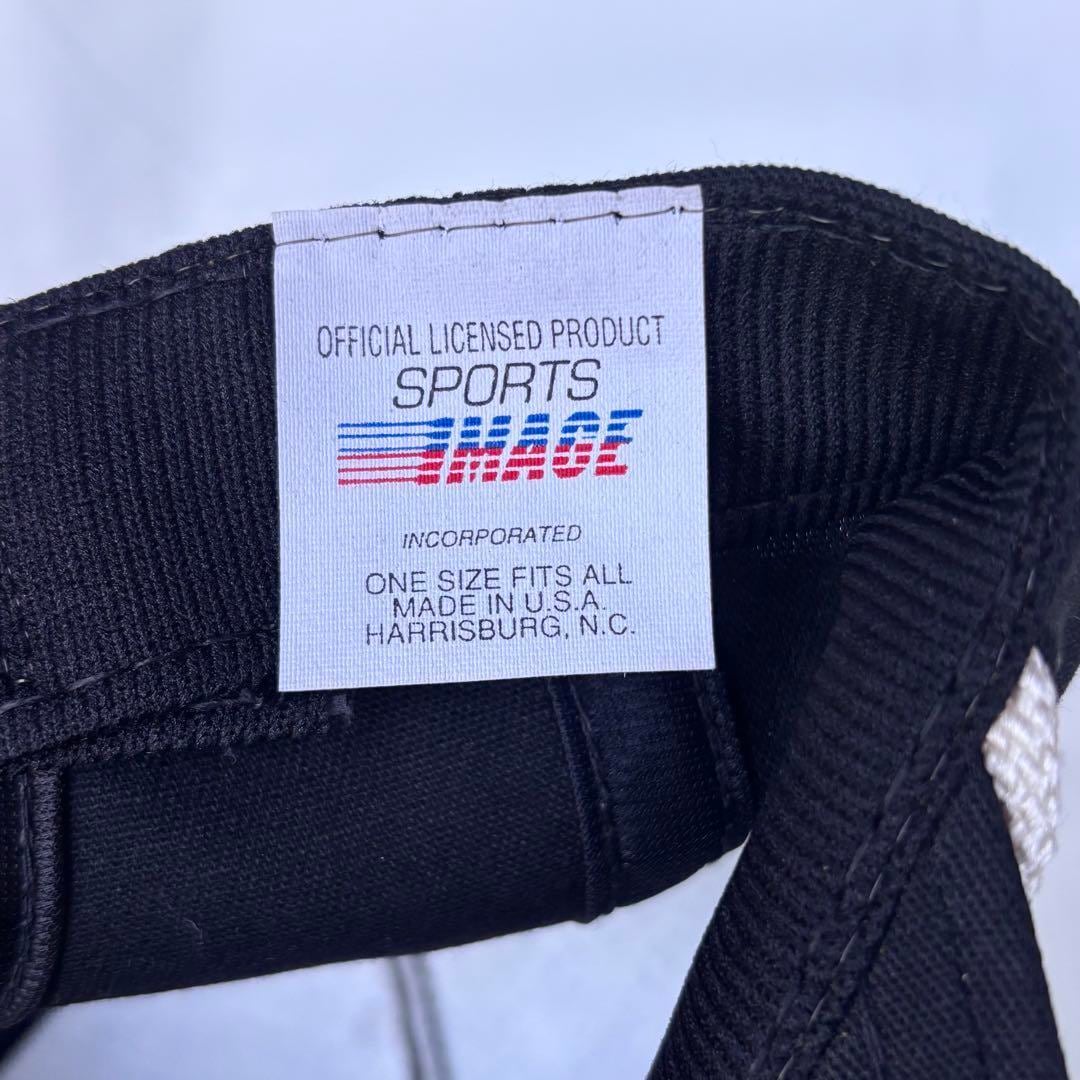 OFFICIAL LICENSED PRODUCT
SPORTS
IMAGE
INCORPORATED
ONE SIZE FITS ALL
MADE IN U.S.A.
HARRISBURG, N.C.